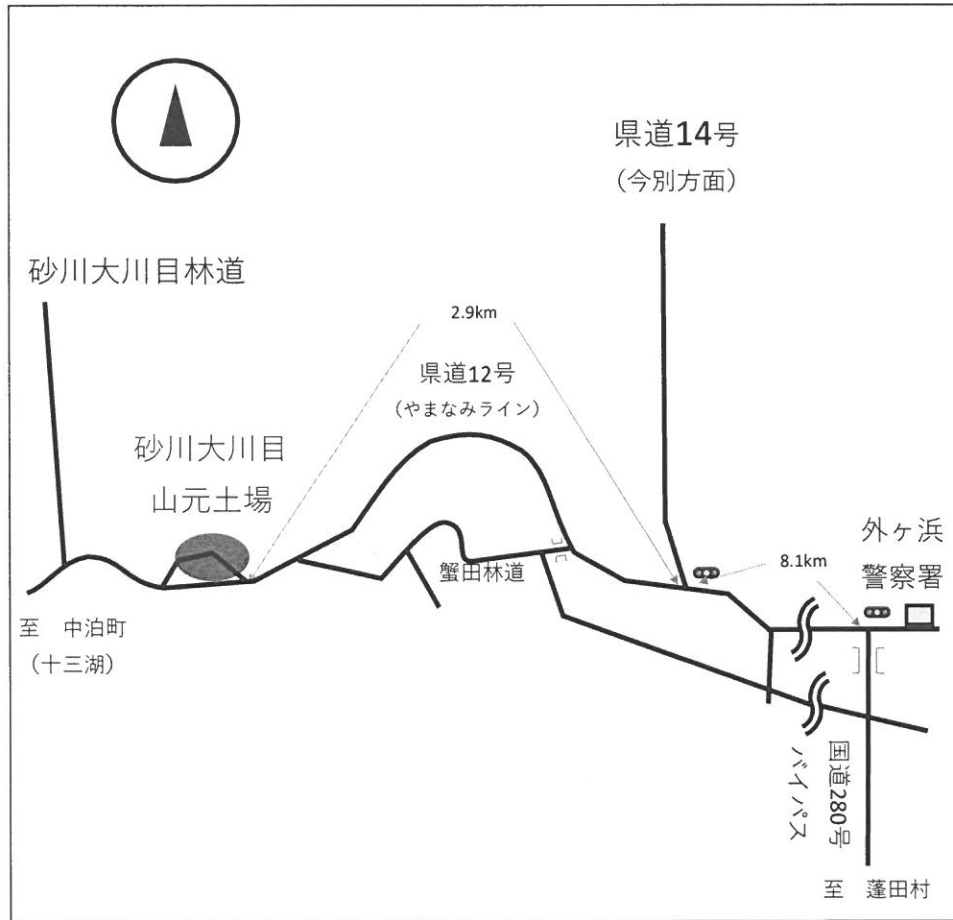 県道14号
(今別方面)
砂川大川目林道
2.9km
県道12号
(やまなみライン)
砂川大川目
山元土場
蟹田林道
外ヶ浜
警察署
8.1km
至　中泊町
(十三湖)
国道280号
バイパス
至　蓬田村